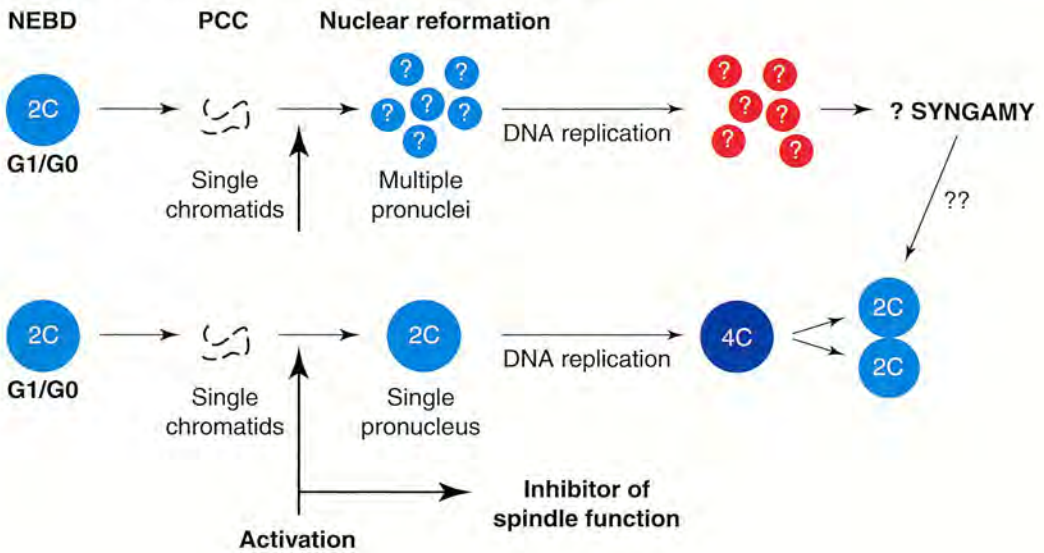 NEBD
PCC
Nuclear reformation
2C
G1/G0
Single
chromatids
?
?
?
?
?
?
Multiple
pronuclei
DNA replication
?
?
?
?
?
?
? SYNGAMY
??
2C
G1/G0
Single
chromatids
2C
Single
pronucleus
DNA replication
4C
2C
2C
Activation
Inhibitor of
spindle function